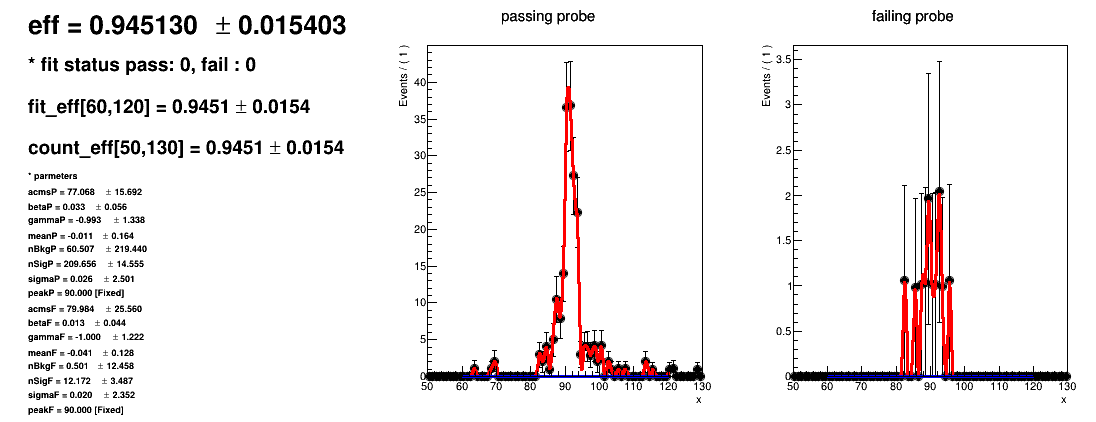 eff = 0.945130 ± 0.015403
* fit status pass: 0, fail : 0
fit_eff[60,120] = 0.9451 ± 0.0154
count_eff[50,130] = 0.9451 ± 0.0154
* parmeters
acmsP = 77.068 ± 15.692
betaP = 0.033 ± 0.056
gammaP = -0.993 ± 1.338
meanP = -0.011 ± 0.164
nBkgP = 60.507 ± 219.440
nSigP = 209.656 ± 14.555
sigmaP = 0.026 ± 2.501
peakP = 90.000 [Fixed]
acmsF = 79.984 ± 25.560
betaF = 0.013 ± 0.044
gammaF = -1.000 ± 1.222
meanF = -0.041 ± 0.128
nBkgF = 0.501 ± 12.458
nSigF = 12.172 ± 3.487
sigmaF = 0.020 ± 2.352
peakF = 90.000 [Fixed]
passing probe
Events / ( 1 )
40
35
30
25
20
15
10
5
0
50 60 70 80 90 100 110 120 130
x
failing probe
Events / ( 1 )
3.5
3
2.5
2
1.5
1
0.5
0
50 60 70 80 90 100 110 120 130
x